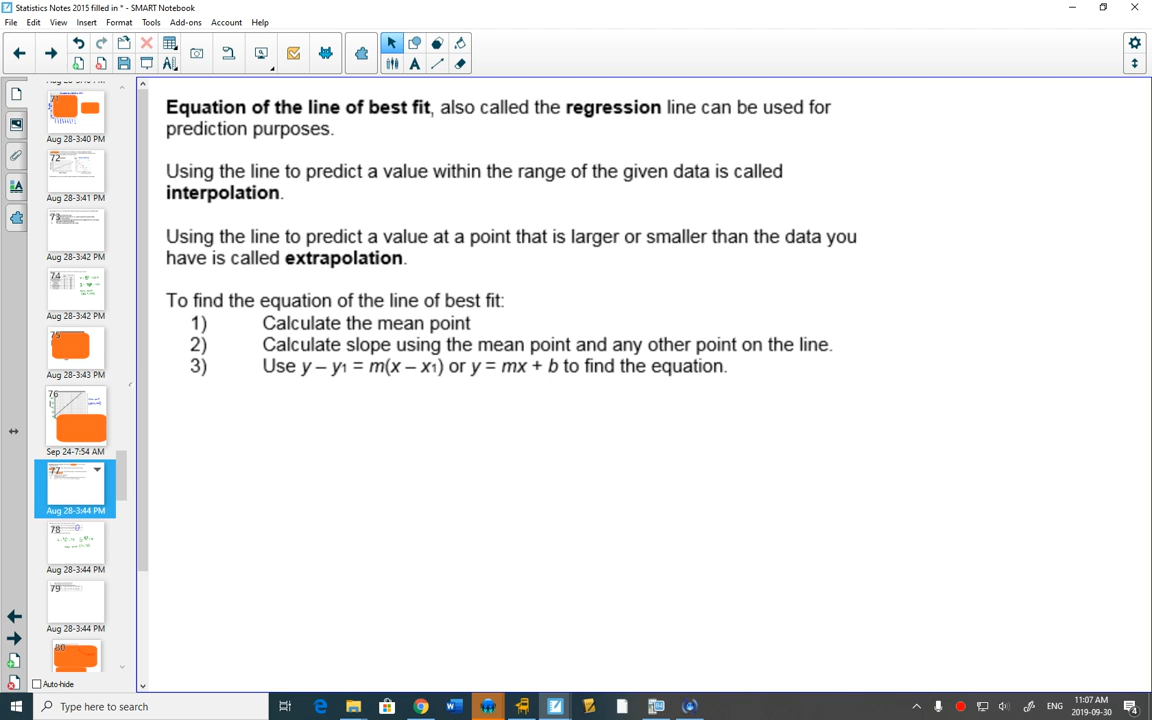 Statistics Notes 2015 filled in * - SMART Notebook
File Edit View Insert Format Tools Add-ons Account Help
Aug 28-3:40 PM
72
Aug 28-3:41 PM
73
Aug 28-3:42 PM
74
Aug 28-3:42 PM
75
Aug 28-3:43 PM
76
Sep 24-7:54 AM
77
Aug 28-3:44 PM
78
Aug 28-3:44 PM
79
Aug 28-3:44 PM
80
Auto-hide
Equation of the line of best fit, also called the regression line can be used for
prediction purposes.
Using the line to predict a value within the range of the given data is called
interpolation.
Using the line to predict a value at a point that is larger or smaller than the data you
have is called extrapolation.
To find the equation of the line of best fit:
1) Calculate the mean point
2) Calculate slope using the mean point and any other point on the line.
3) Use y – y1 = m(x – x1) or y = mx + b to find the equation.
Type here to search
ENG
11:07 AM
2019-09-30
4